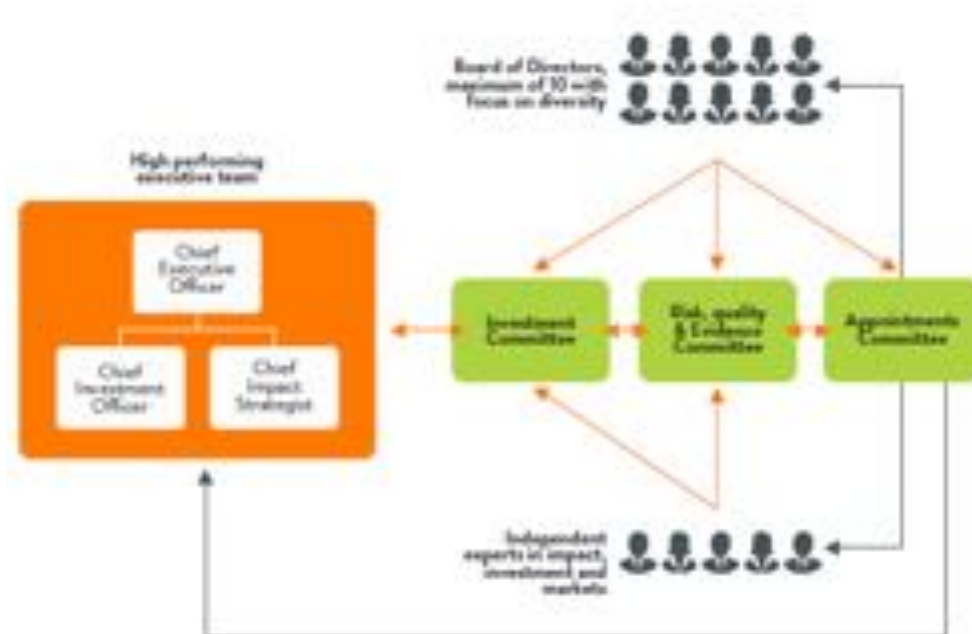 Board of Directors,
maximum of 10 with
focus on diversity
High performing
executive team
Chief
Executive
Officer
Chief
Investment
Officer
Chief
Impact
Strategist
Investment
Committee
Risk, quality
& Evidence
Committee
Appointments
Committee
Independent
experts in impact,
investment and
markets